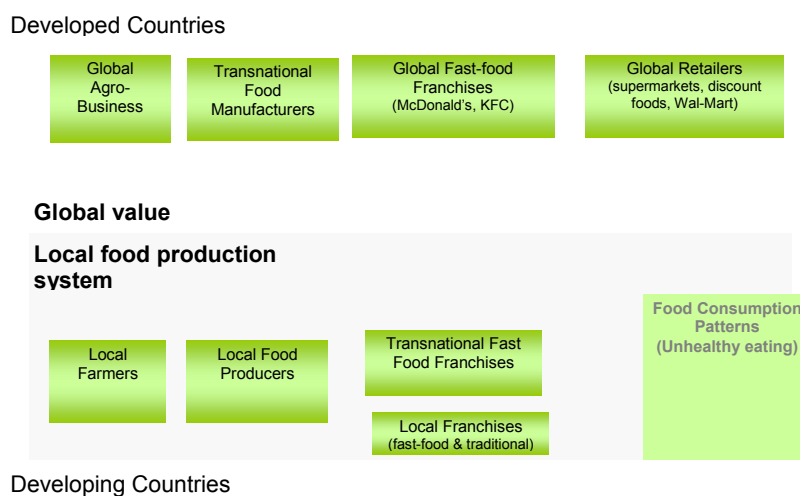 Developed Countries
Global
Agro-
Business
Transnational
Food
Manufacturers
Global Fast-food
Franchises
(McDonald's, KFC)
Global Retailers
(supermarkets, discount
foods, Wal-Mart)
Global value
Local food production
system
Local
Farmers
Local Food
Producers
Transnational Fast
Food Franchises
Local Franchises
(fast-food & traditional)
Food Consumption
Patterns
(Unhealthy eating)
Developing Countries